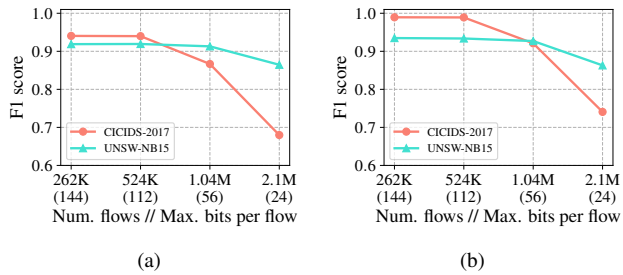 1.0
0.9
0.8
0.7
0.6
F1 score
CICIDS-2017
UNSW-NB15
262K 524K 1.04M 2.1M
(144) (112) (56) (24)
Num. flows // Max. bits per flow
(a)
1.0
0.9
0.8
0.7
0.6
F1 score
CICIDS-2017
UNSW-NB15
262K 524K 1.04M 2.1M
(144) (112) (56) (24)
Num. flows // Max. bits per flow
(b)